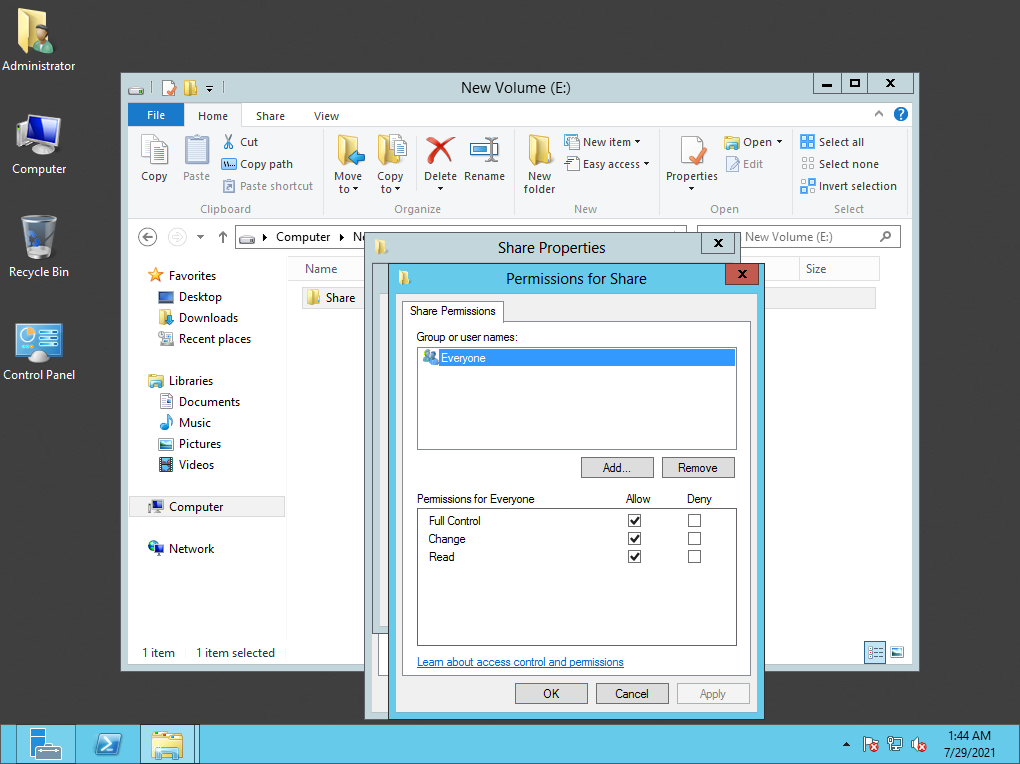 Administrator
Computer
Recycle Bin
Control Panel
New Volume (E:)
File Home Share View
Copy
Paste
Cut
Copy path
Paste shortcut
Clipboard
Move to
Copy to
Delete
Rename
Organize
New folder
New item
Easy access
New
Properties
Open
Edit
Open
Select all
Select none
Invert selection
Select
Computer
New Volume (E:)
Favorites
Desktop
Downloads
Recent places
Libraries
Documents
Music
Pictures
Videos
Computer
Network
Name Size
Share
1 item 1 item selected
Share Properties
Permissions for Share
Share Permissions
Group or user names:
Everyone
Add... Remove
Permissions for Everyone Allow Deny
Full Control
Change
Read
Learn about access control and permissions
OK Cancel Apply
1:44 AM
7/29/2021